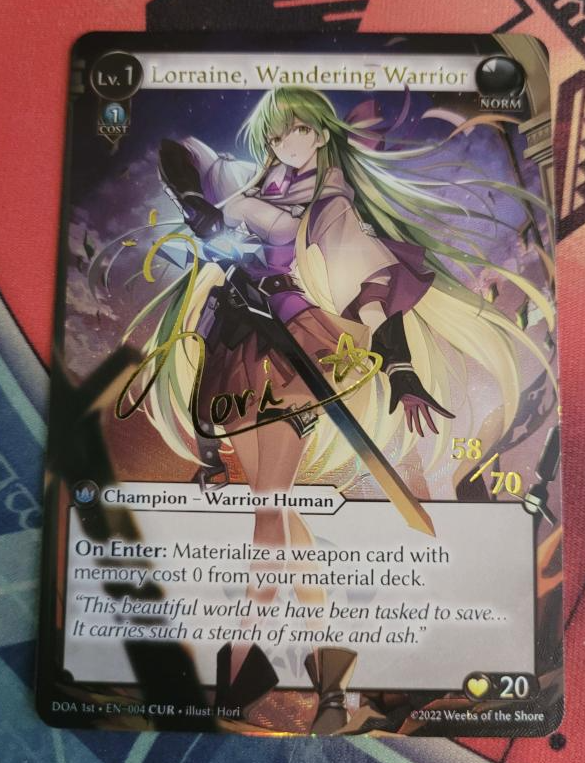 Lv. 1 Lorraine, Wandering Warrior
NORM
1
COST
Hori
58/70
Champion – Warrior Human
On Enter: Materialize a weapon card with
memory cost 0 from your material deck.
"This beautiful world we have been tasked to save...
It carries such a stench of smoke and ash."
20
DOA 1st • EN-004 CUR • illust: Hori
©2022 Weebs of the Shore